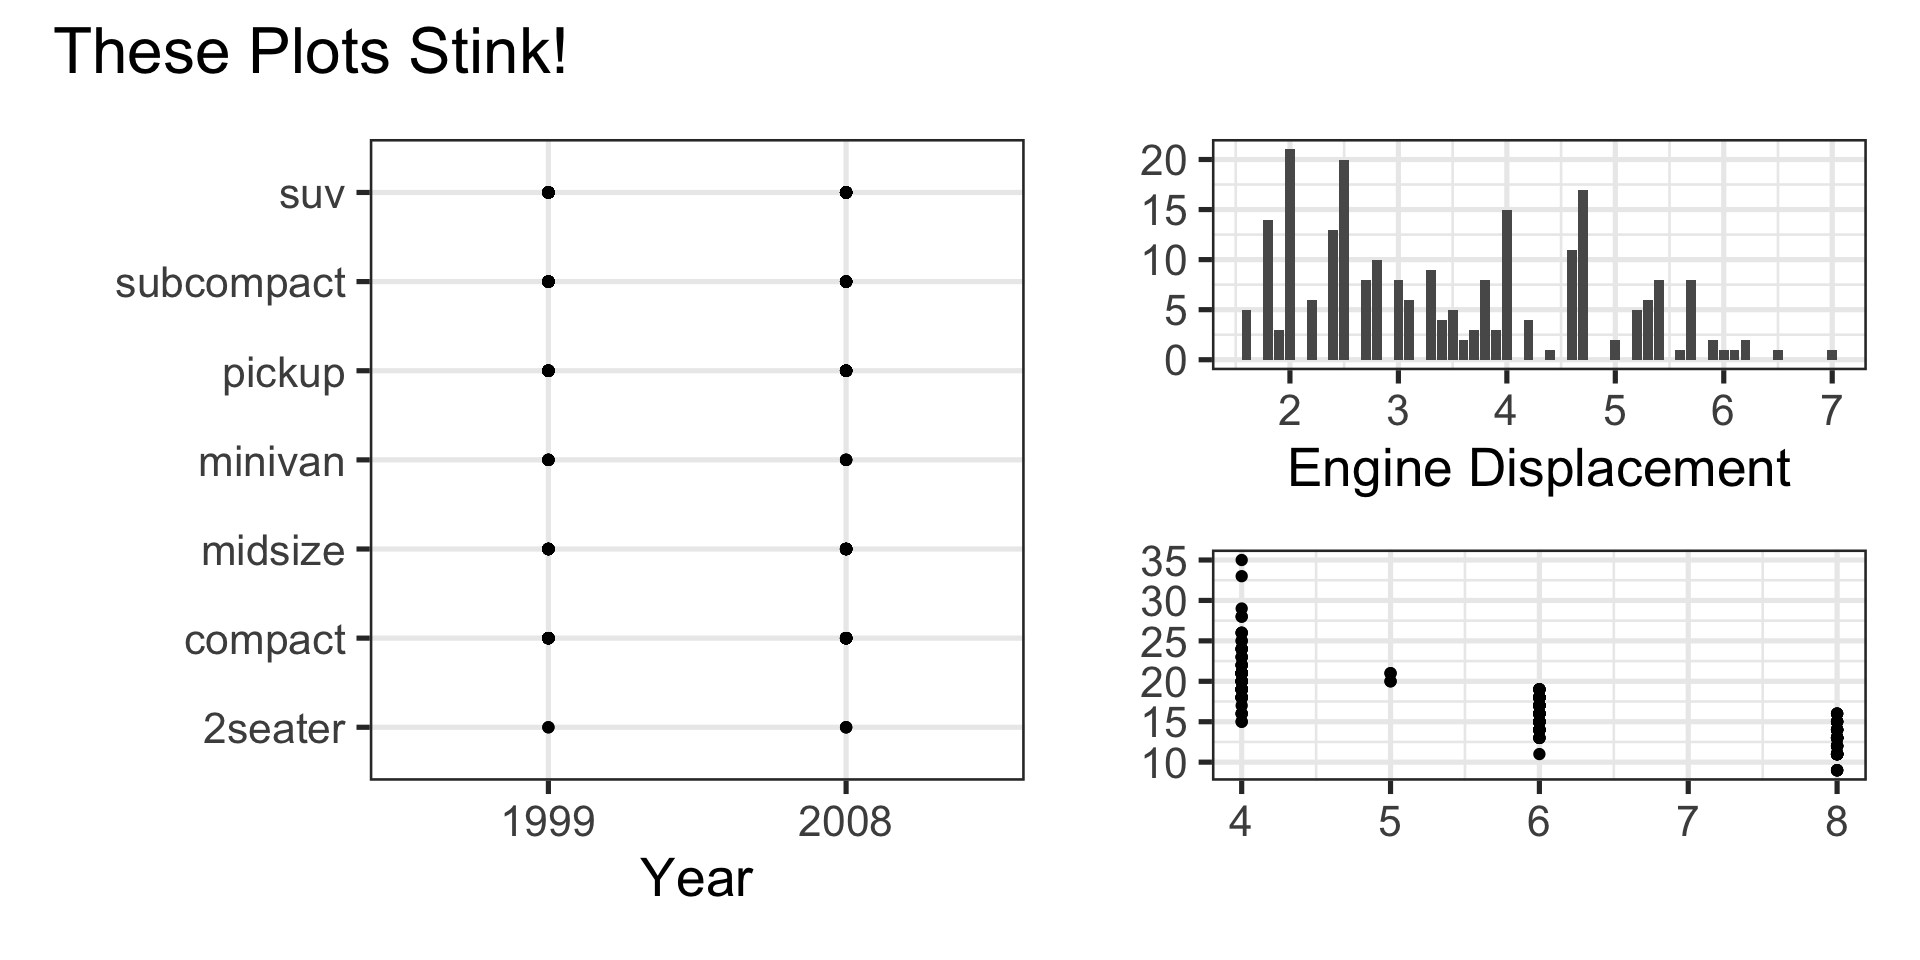 These Plots Stink!
suv
subcompact
pickup
minivan
midsize
compact
2seater
1999 2008
Year
20
15
10
5
0
2 3 4 5 6 7
Engine Displacement
35
30
25
20
15
10
4 5 6 7 8